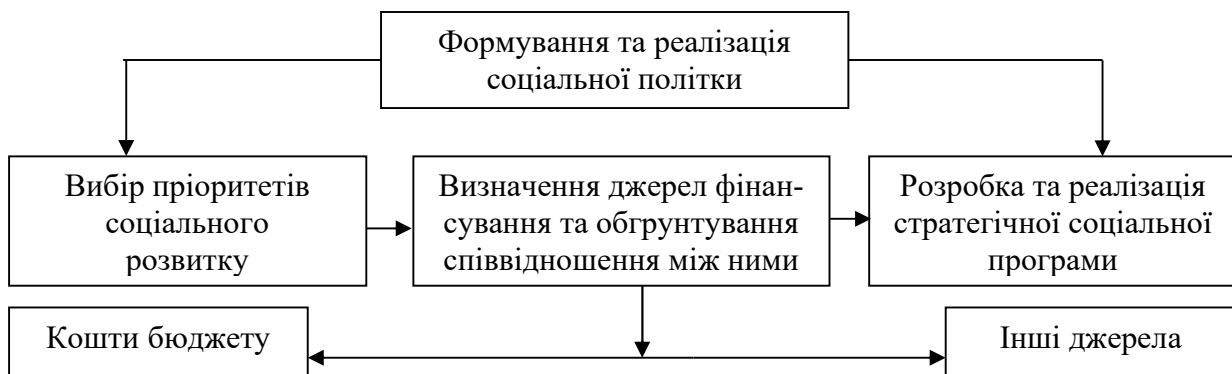 Формування та реалізація
соціальної політки
Вибір пріоритетів
соціального
розвитку
Визначення джерел фінан-
сування та обгрунтування
співвідношення між ними
Розробка та реалізація
стратегічної соціальної
програми
Кошти бюджету
Інші джерела